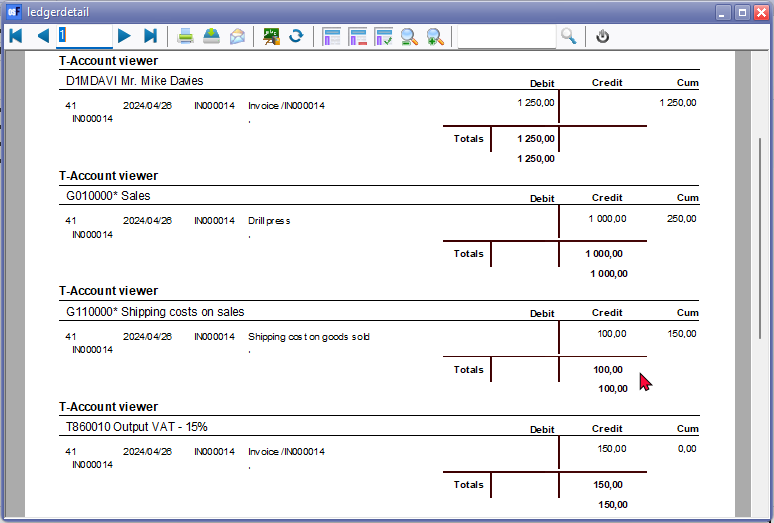 ledgerdetail
1
T-Account viewer
D1MDAVI Mr. Mike Davies Debit Credit Cum
41 2024/04/26 IN000014 Invoice /IN000014 1 250,00 1 250,00
IN000014 ,
Totals 1 250,00
1 250,00
T-Account viewer
G010000* Sales Debit Credit Cum
41 2024/04/26 IN000014 Drill press 1 000,00 250,00
IN000014 ,
Totals 1 000,00
1 000,00
T-Account viewer
G110000* Shipping costs on sales Debit Credit Cum
41 2024/04/26 IN000014 Shipping cost on goods sold 100,00 150,00
IN000014 ,
Totals 100,00
100,00
T-Account viewer
T860010 Output VAT - 15% Debit Credit Cum
41 2024/04/26 IN000014 Invoice /IN000014 150,00 0,00
IN000014 ,
Totals 150,00
150,00